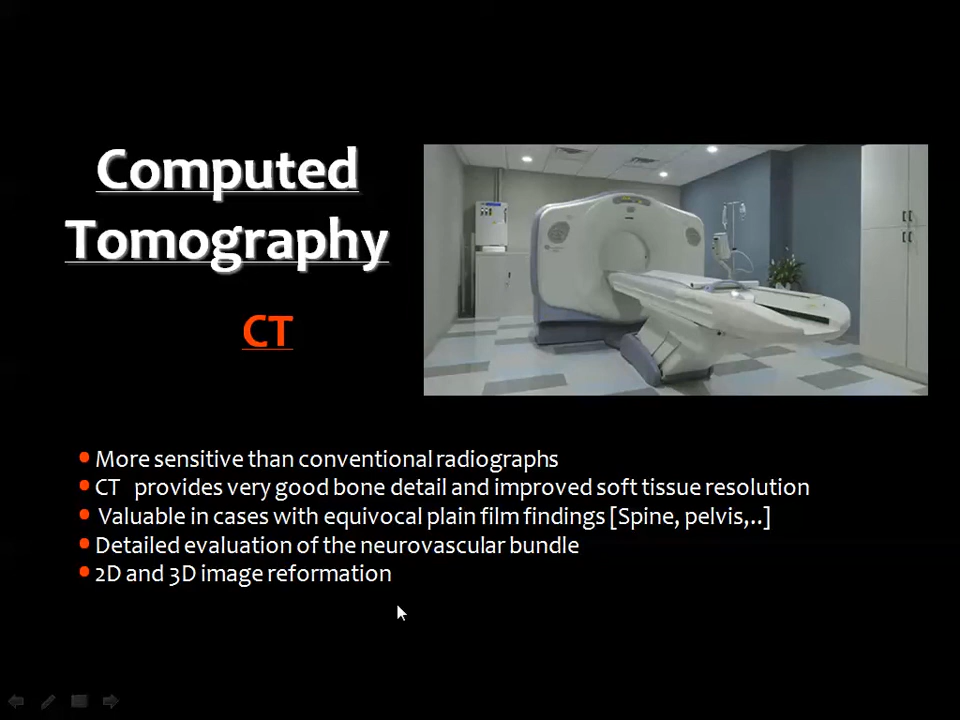 Computed
Tomography
CT
More sensitive than conventional radiographs
CT provides very good bone detail and improved soft tissue resolution
Valuable in cases with equivocal plain film findings [Spine, pelvis,..]
Detailed evaluation of the neurovascular bundle
2D and 3D image reformation